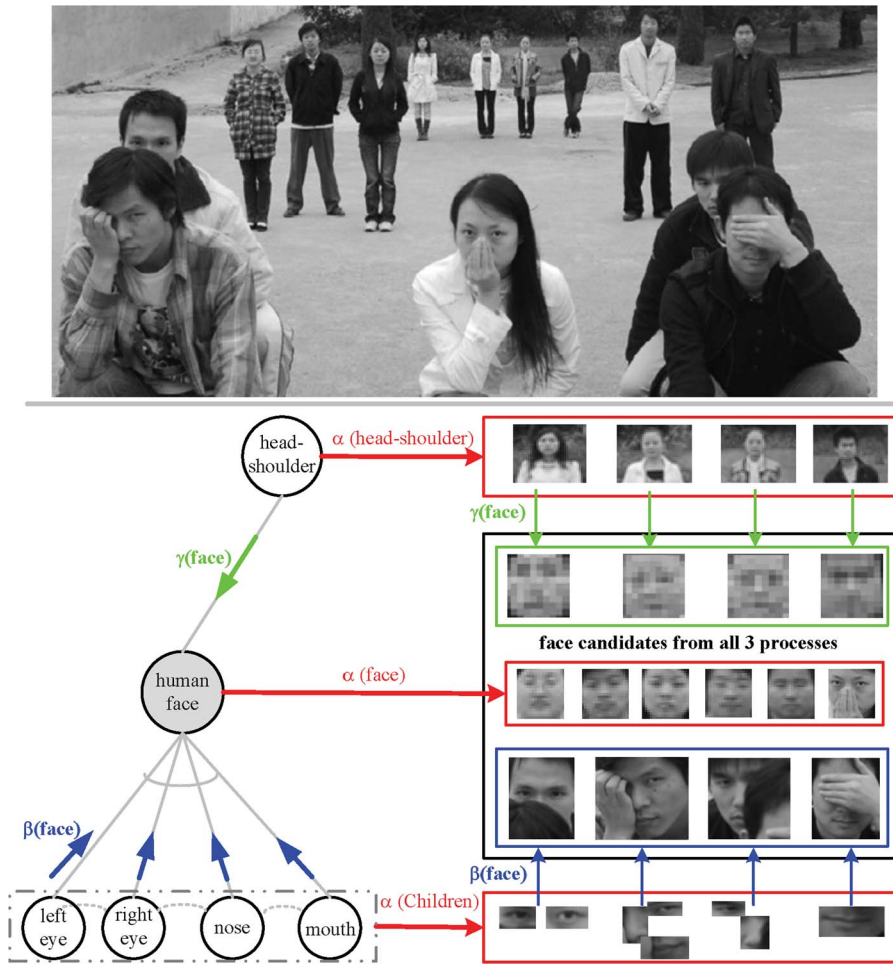 head-
shoulder
α (head-shoulder)
γ(face)
γ(face)
face candidates from all 3 processes
human
face
α (face)
β(face)
β(face)
α (Children)
left
eye
right
eye
nose
mouth